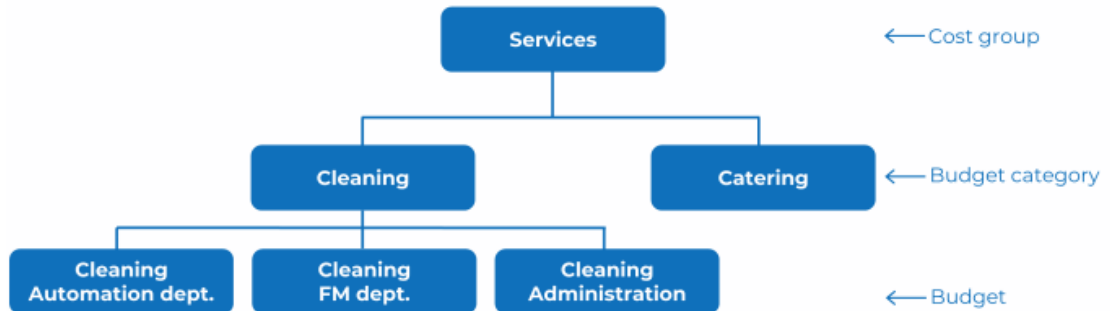 Services
Cost group
Cleaning
Catering
Budget category
Cleaning
Automation dept.
Cleaning
FM dept.
Cleaning
Administration
Budget